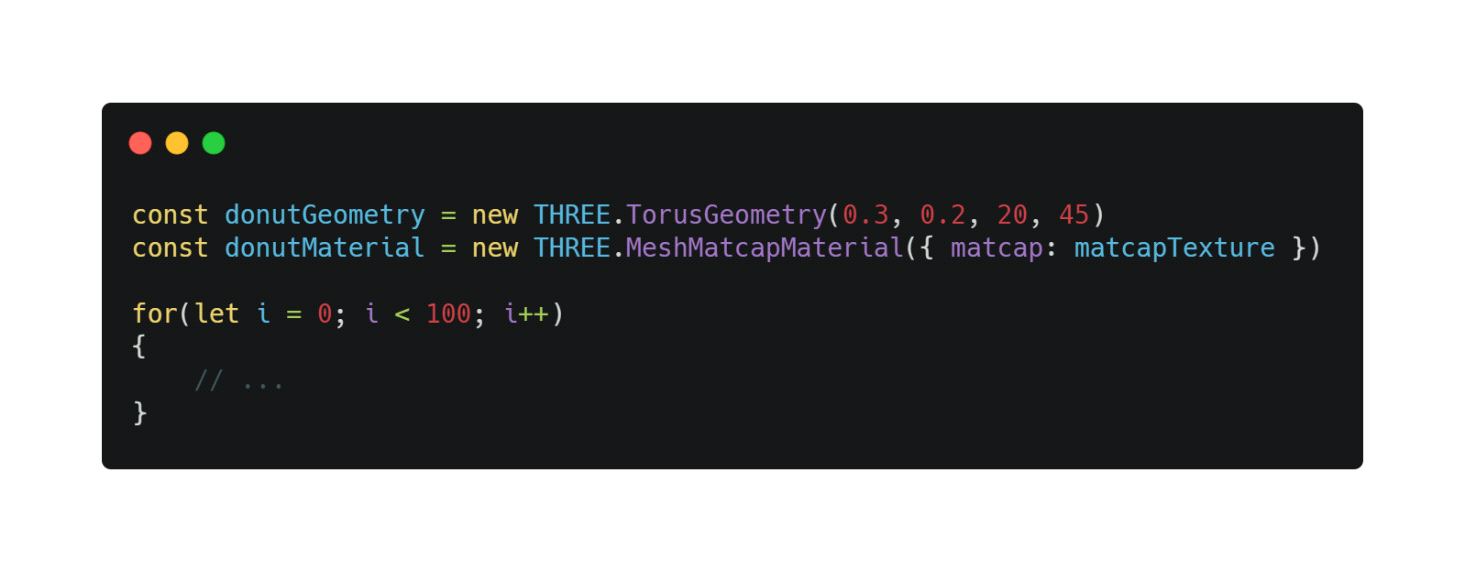 const donutGeometry = new THREE.TorusGeometry(0.3, 0.2, 20, 45)
const donutMaterial = new THREE.MeshMatcapMaterial({ matcap: matcapTexture })
for(let i = 0; i < 100; i++)
{
    // ...
}